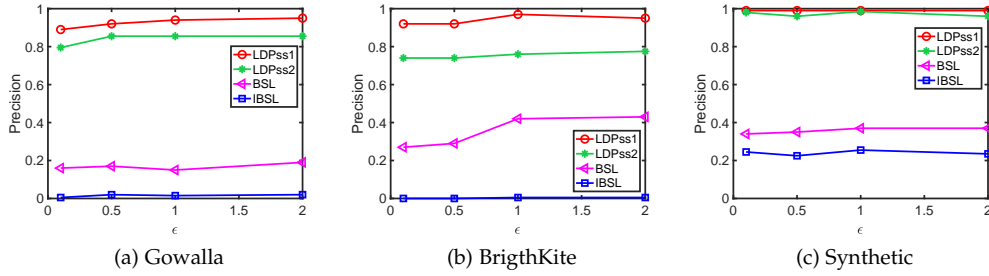 1
0.8
0.6
0.4
0.2
0
Precision
0 0.5 1 1.5 2
ϵ
LDPss1
LDPss2
BSL
IBSL
(a) Gowalla
1
0.8
0.6
0.4
0.2
0
Precision
0 0.5 1 1.5 2
ϵ
LDPss1
LDPss2
BSL
IBSL
(b) BrigthKite
1
0.8
0.6
0.4
0.2
0
Precision
0 0.5 1 1.5 2
ϵ
LDPss1
LDPss2
BSL
IBSL
(c) Synthetic